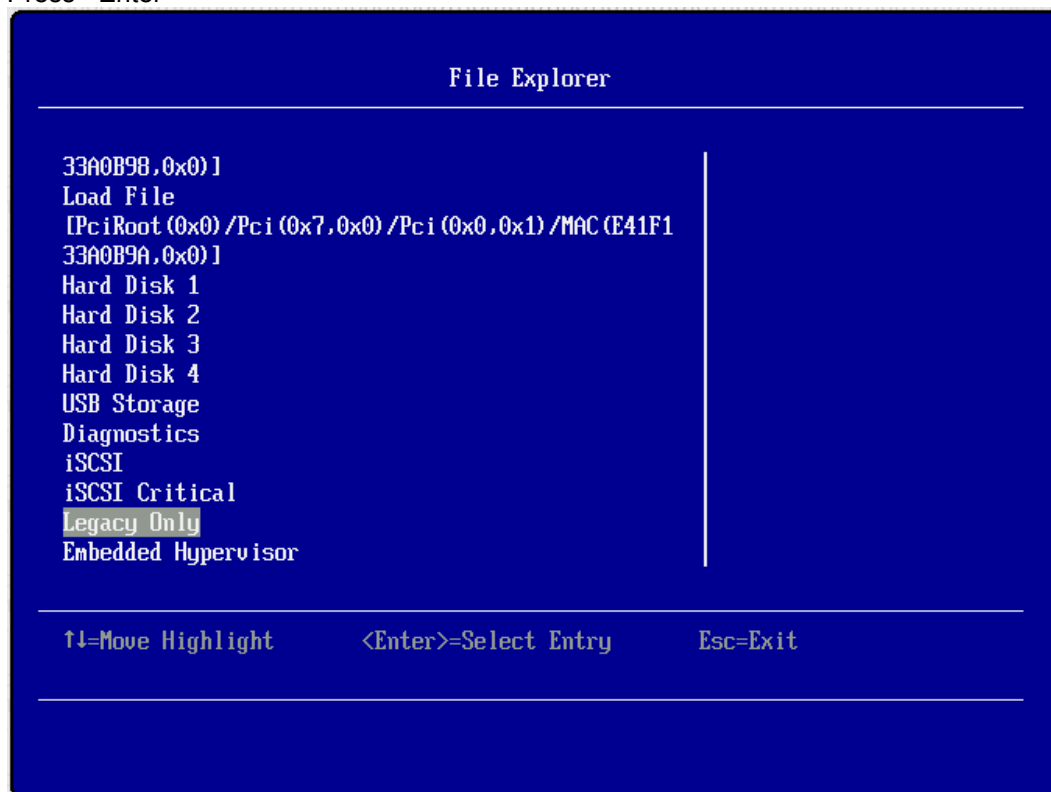 File Explorer
33A0B98,0x0)]
Load File
[PciRoot(0x0)/Pci(0x7,0x0)/Pci(0x0,0x1)/MAC(E41F1
33A0B9A,0x0)]
Hard Disk 1
Hard Disk 2
Hard Disk 3
Hard Disk 4
USB Storage
Diagnostics
iSCSI
iSCSI Critical
Legacy Only
Embedded Hypervisor
↑↓=Move Highlight <Enter>=Select Entry Esc=Exit